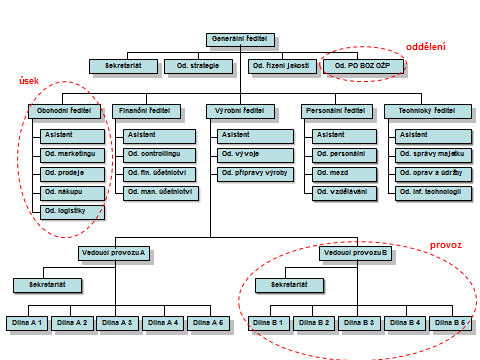 Generální ředitel
oddělení
Sekretariát
Od. strategie
Od. řízení jakosti
Od. PO BOZ OŽP
úsek
Obchodní ředitel
Finanční ředitel
Výrobní ředitel
Personální ředitel
Technický ředitel
Asistent
Asistent
Asistent
Asistent
Asistent
Od. marketingu
Od. controllingu
Od. vývoje
Od. personální
Od. správy majetku
Od. prodeje
Od. fin. účetnictví
Od. přípravy výroby
Od. mezd
Od. oprav a údržby
Od. nákupu
Od. man. účetnictví
Od. vzdělávání
Od. inf. technologií
Od. logistiky
provoz
Vedoucí provozu A
Vedoucí provozu B
Sekretariát
Sekretariát
Dílna A 1
Dílna A 2
Dílna A 3
Dílna A 4
Dílna A 5
Dílna B 1
Dílna B 2
Dílna B 3
Dílna B 4
Dílna B 5